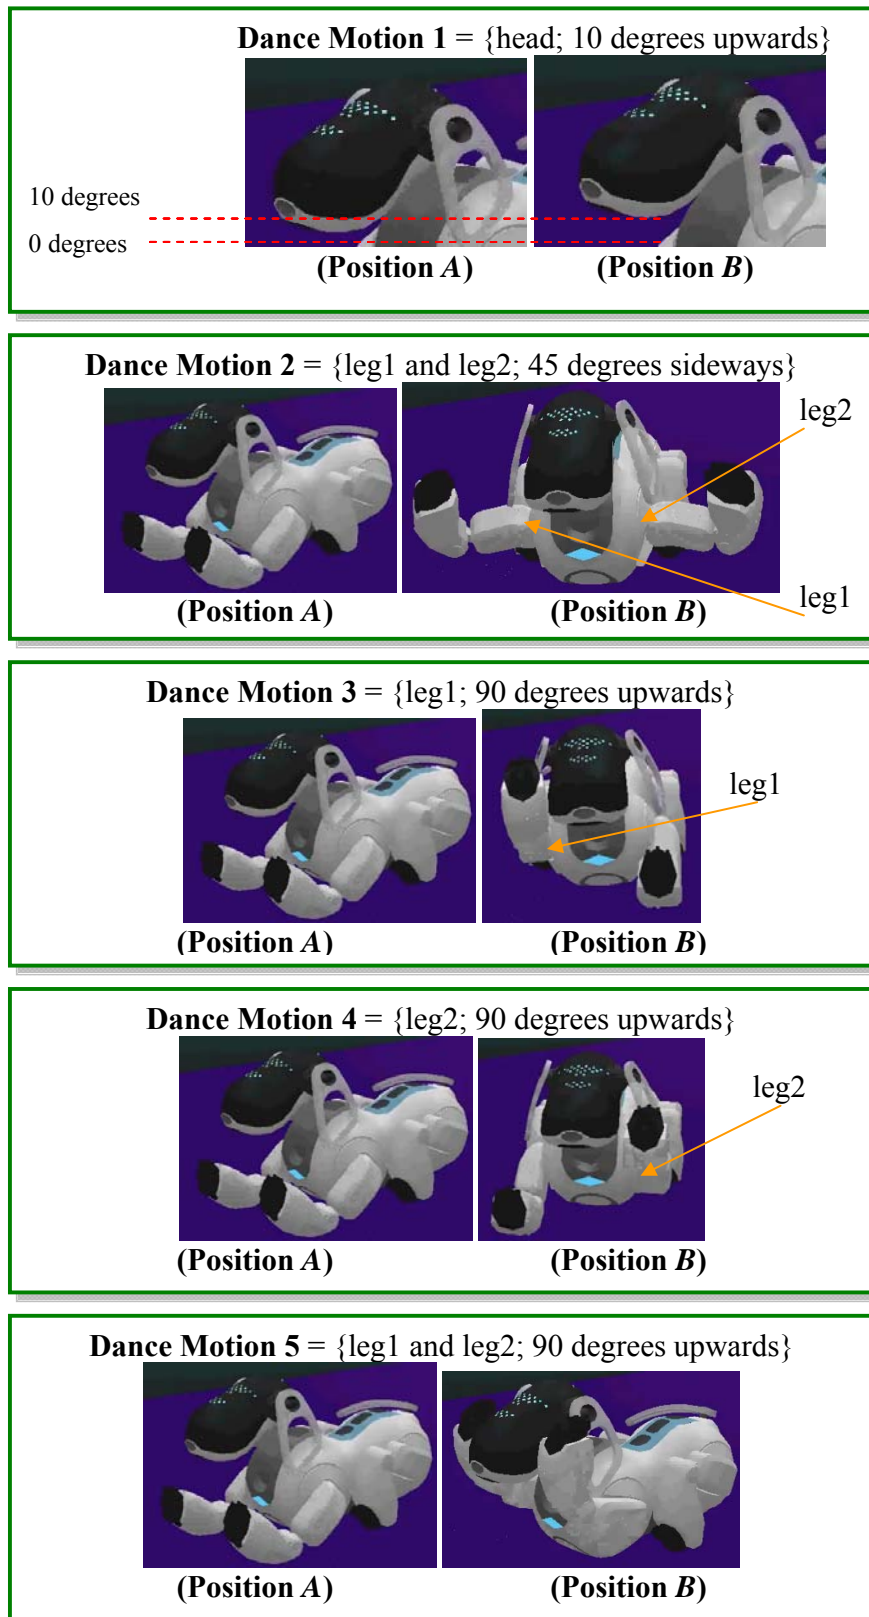 Dance Motion 1 = {head; 10 degrees upwards}
10 degrees
0 degrees
(Position A) (Position B)
Dance Motion 2 = {leg1 and leg2; 45 degrees sideways}
leg2
leg1
(Position A) (Position B)
Dance Motion 3 = {leg1; 90 degrees upwards}
leg1
(Position A) (Position B)
Dance Motion 4 = {leg2; 90 degrees upwards}
leg2
(Position A) (Position B)
Dance Motion 5 = {leg1 and leg2; 90 degrees upwards}
(Position A) (Position B)